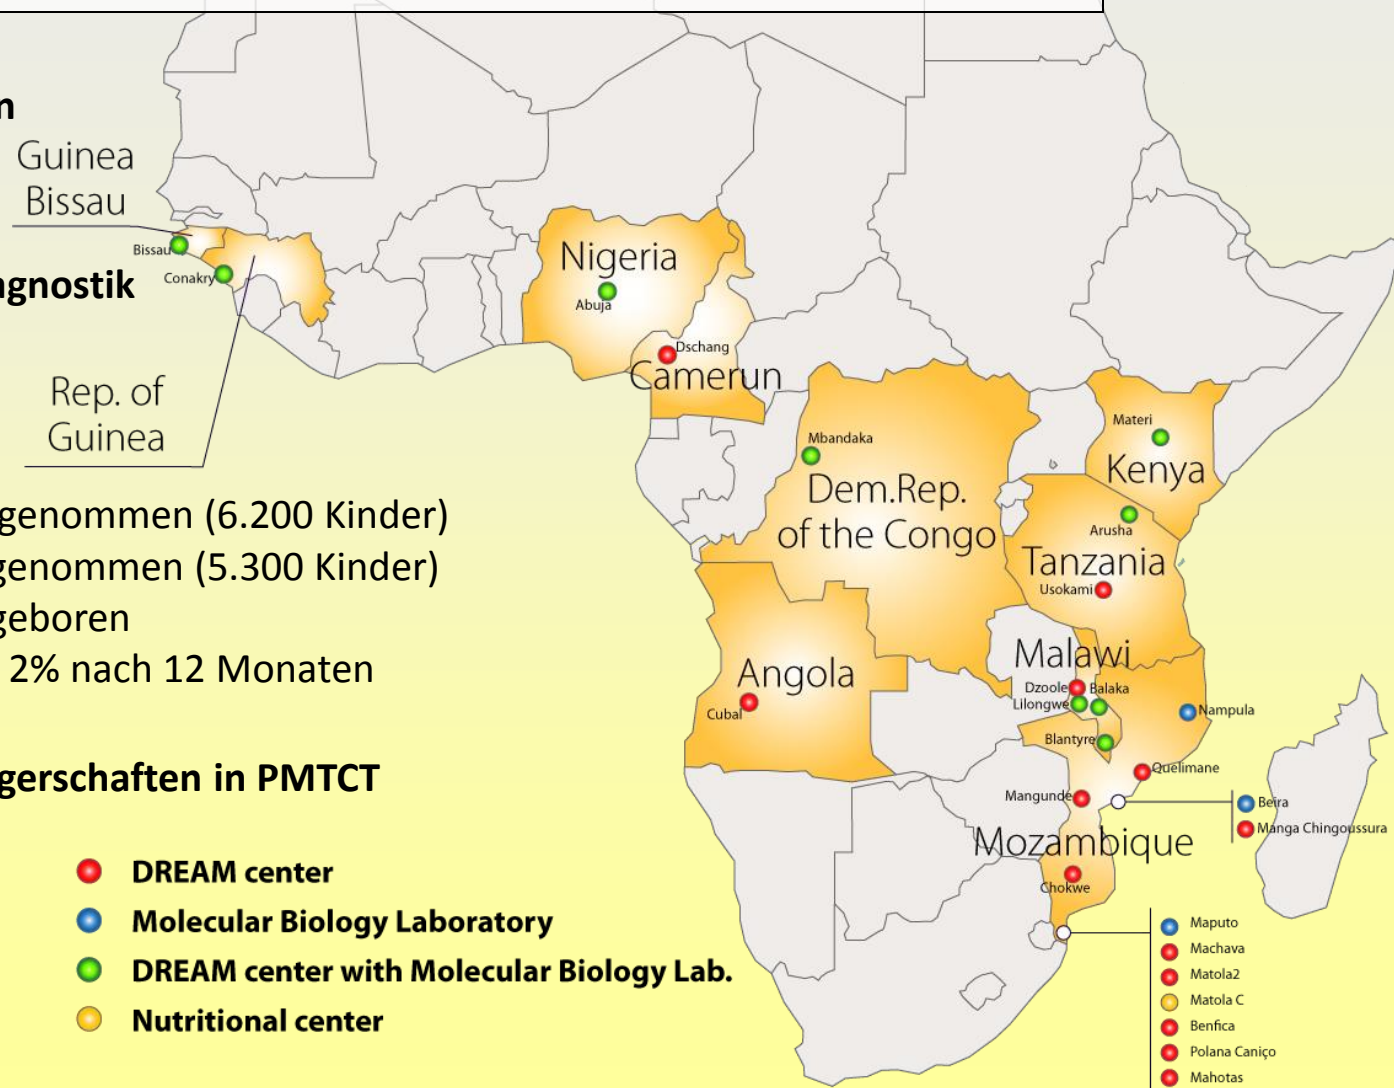 n
Guinea
Bissau
Bissau
Conakry
agnostik
Rep. of
Guinea
Nigeria
Abuja
Dschang
Camerun
Mbandaka
Dem.Rep.
of the Congo
Materi
Kenya
Arusha
Tanzania
Usokami
genommen (6.200 Kinder)
genommen (5.300 Kinder)
geboren
2% nach 12 Monaten
Angola
Cubal
Malawi
Dzoole
Balaka
Lilongwe
Blantyre
Nampula
Quelimane
Mangunde
Beira
Manga Chingoussura
Mozambique
Chokwe
gerschaften in PMTCT
DREAM center
Molecular Biology Laboratory
DREAM center with Molecular Biology Lab.
Nutritional center
Maputo
Machava
Matola2
Matola C
Benfica
Polana Caniço
Mahotas